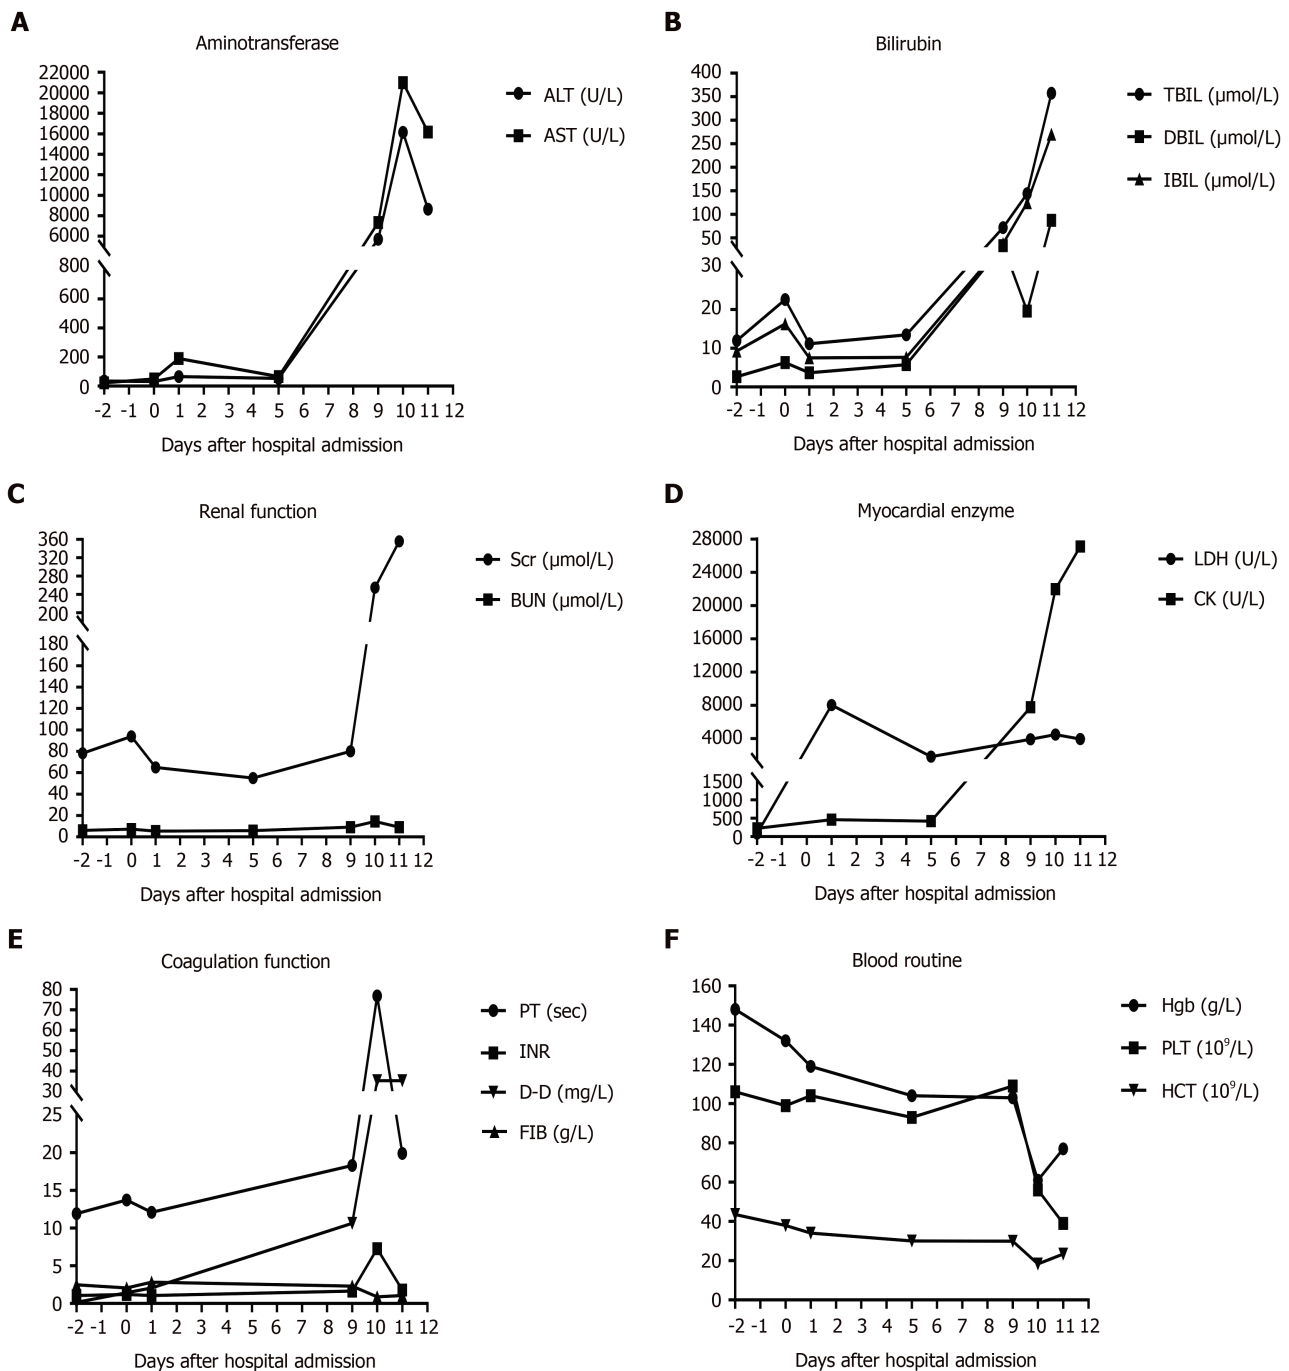 A
Aminotransferase
22000
20000
18000
16000
14000
12000
10000
8000
6000
800
600
400
200
0
-2 -1 0 1 2 3 4 5 6 7 8 9 10 11 12
Days after hospital admission
ALT (U/L)
AST (U/L)
B
Bilirubin
400
350
300
250
200
150
100
50
30
20
10
0
-2 -1 0 1 2 3 4 5 6 7 8 9 10 11 12
Days after hospital admission
TBIL (µmol/L)
DBIL (µmol/L)
IBIL (µmol/L)
C
Renal function
360
320
280
240
200
180
160
140
120
100
80
60
40
20
0
-2 -1 0 1 2 3 4 5 6 7 8 9 10 11 12
Days after hospital admission
Scr (µmol/L)
BUN (µmol/L)
D
Myocardial enzyme
28000
24000
20000
16000
12000
8000
4000
1500
1000
500
0
-2 -1 0 1 2 3 4 5 6 7 8 9 10 11 12
Days after hospital admission
LDH (U/L)
CK (U/L)
E
Coagulation function
80
70
60
50
40
30
25
20
15
10
5
0
-2 -1 0 1 2 3 4 5 6 7 8 9 10 11 12
Days after hospital admission
PT (sec)
INR
D-D (mg/L)
FIB (g/L)
F
Blood routine
160
140
120
100
80
60
40
20
0
-2 -1 0 1 2 3 4 5 6 7 8 9 10 11 12
Days after hospital admission
Hgb (g/L)
PLT (10⁹/L)
HCT (10⁹/L)